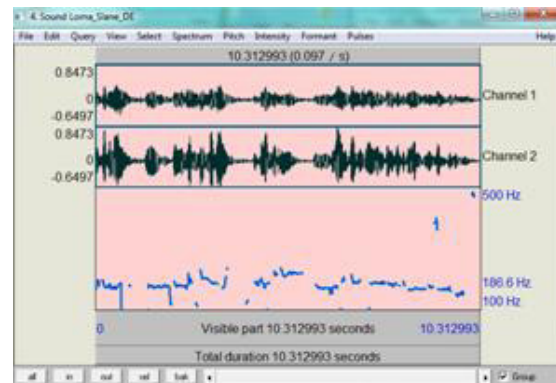 4. Sound Lorna_Slane_DE
File Edit Query View Select Spectrum Pitch Intensity Formant Pulses Help
10.312993 (0.097 / s)
0.8473
0
-0.6497
Channel 1
0.8473
0
-0.6497
Channel 2
500 Hz
186.6 Hz
100 Hz
0 Visible part 10.312993 seconds 10.312993
Total duration 10.312993 seconds
all in out sel bak Group